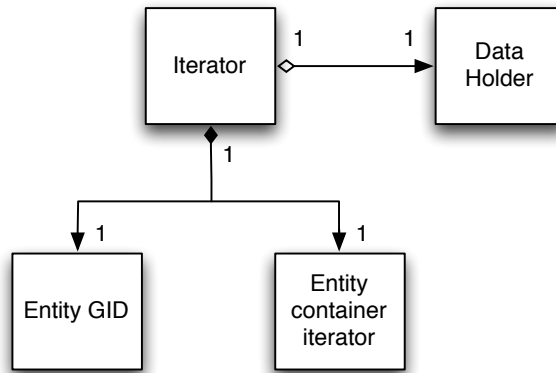 1
1
Iterator
Data
Holder
1
1
1
Entity GID
Entity
container
iterator